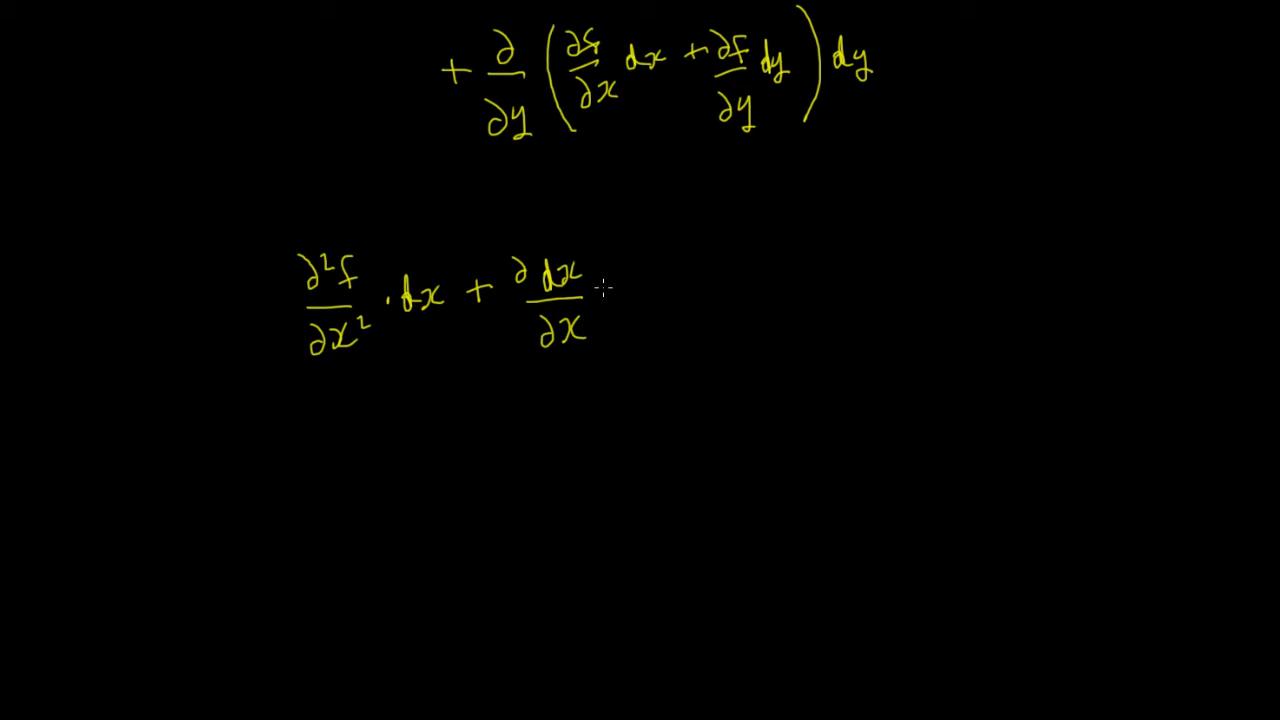 + ∂/∂y (∂f/∂x dx + ∂f/∂y dy) dy
∂²f/∂x² · dx + ∂ dx/∂x